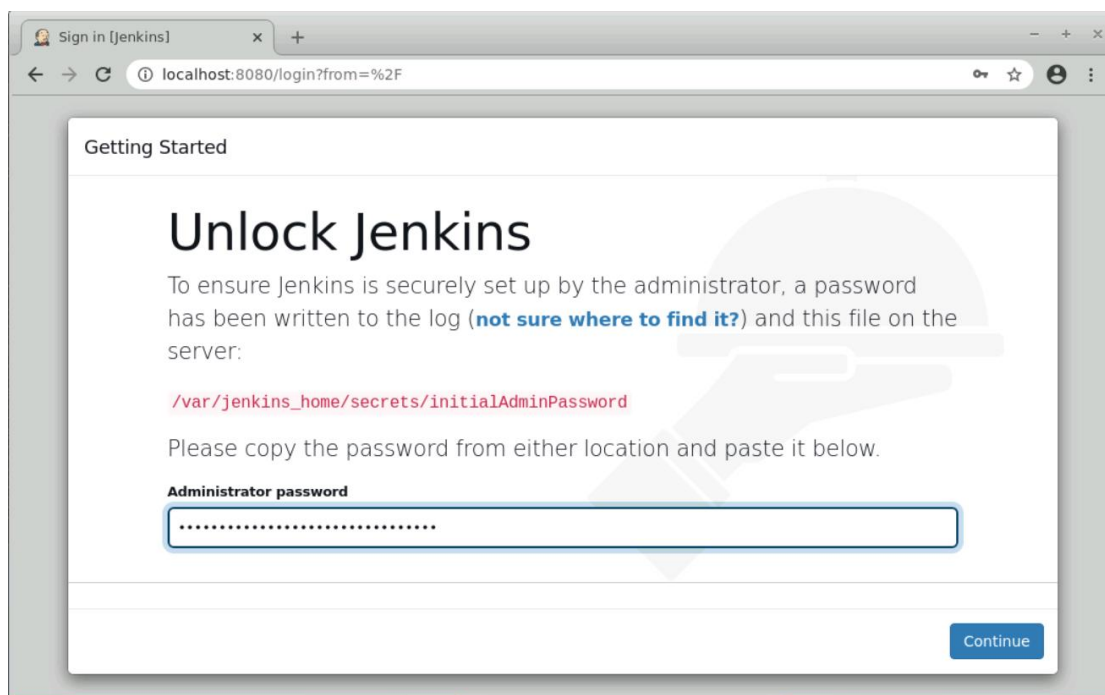 Sign in [Jenkins]
localhost:8080/login?from=%2F
Getting Started
Unlock Jenkins
To ensure Jenkins is securely set up by the administrator, a password
has been written to the log (not sure where to find it?) and this file on the
server:
/var/jenkins_home/secrets/initialAdminPassword
Please copy the password from either location and paste it below.
Administrator password
••••••••••••••••••••••••••••••••
Continue